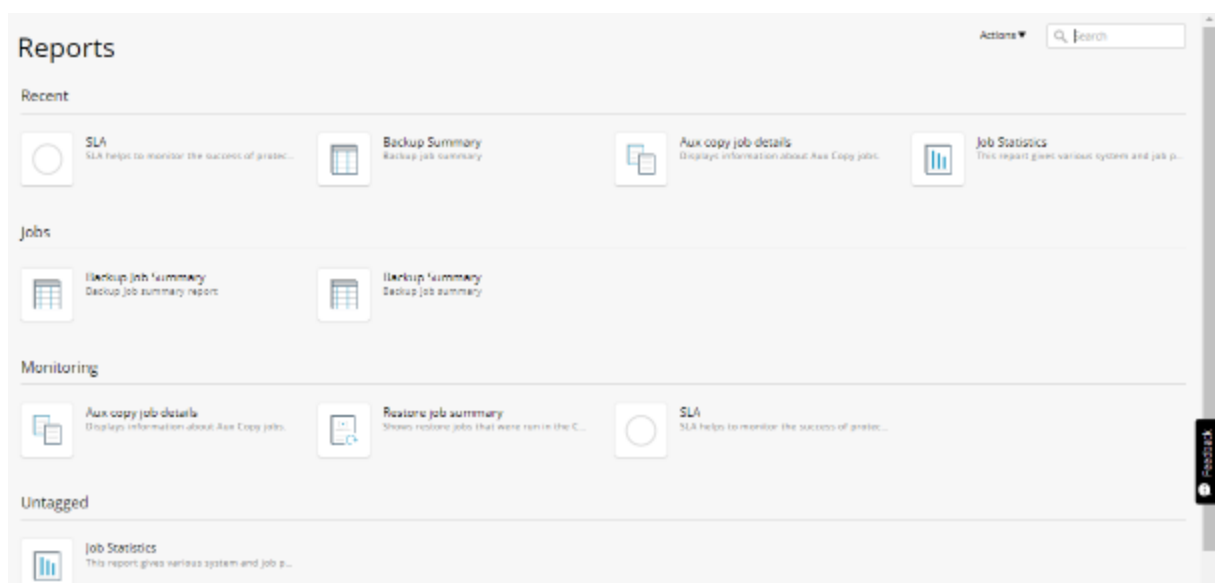 Reports
Actions▼
Search
Recent
SLA
SLA helps to monitor the success of protec...
Backup Summary
Backup job summary
Aux copy job details
Displays information about Aux Copy jobs.
Job Statistics
This report gives various system and job p...
Jobs
Backup Job Summary
Backup job summary report
Backup Summary
Backup job summary
Monitoring
Aux copy job details
Displays information about Aux Copy jobs.
Restore job summary
Shows restore jobs that were run in the C...
SLA
SLA helps to monitor the success of protec...
Feedback
Untagged
Job Statistics
This report gives various system and job p...